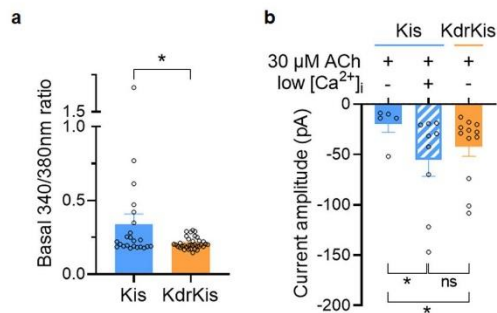 a
Basal 340/380nm ratio
1.5
1.0
0.5
0.0
*
Kis
KdrKis
b
Kis KdrKis
30 µM ACh + + +
low [Ca²⁺]ᵢ - + -
Current amplitude (pA)
0
-50
-100
-150
-200
* ns
*